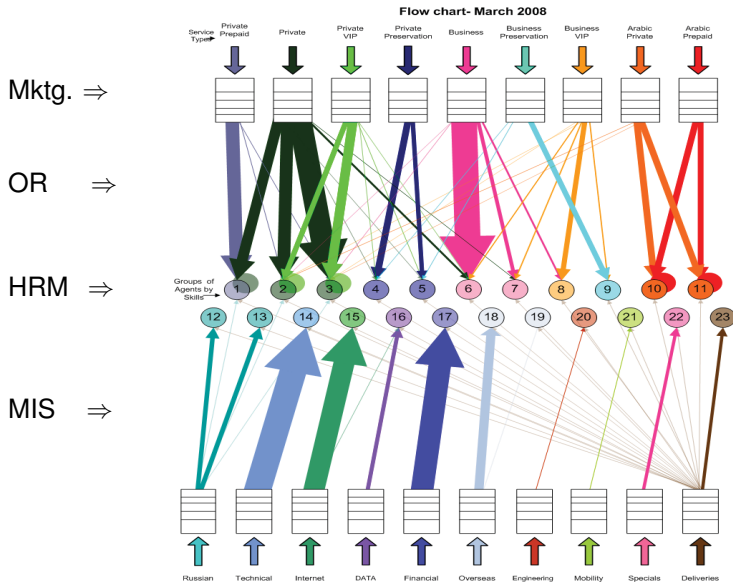 Flow chart- March 2008
Service Types
Private Prepaid
Private
Private VIP
Private Preservation
Business
Business Preservation
Business VIP
Arabic Private
Arabic Prepaid
Mktg. ⇒
OR ⇒
HRM ⇒
Groups of Agents by Skills
1 2 3 4 5 6 7 8 9 10 11
12 13 14 15 16 17 18 19 20 21 22 23
MIS ⇒
Russian Technical Internet DATA Financial Overseas Engineering Mobility Specials Deliveries